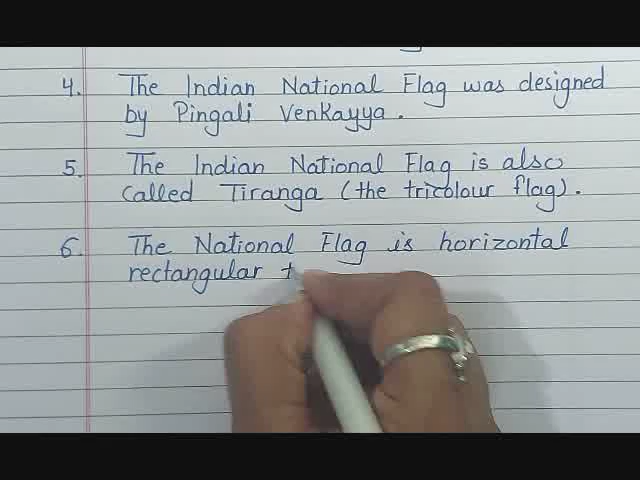 4. The Indian National Flag was designed
by Pingali Venkayya.
5. The Indian National Flag is also
called Tiranga (the tricolour flag).
6. The National Flag is horizontal
rectangular t